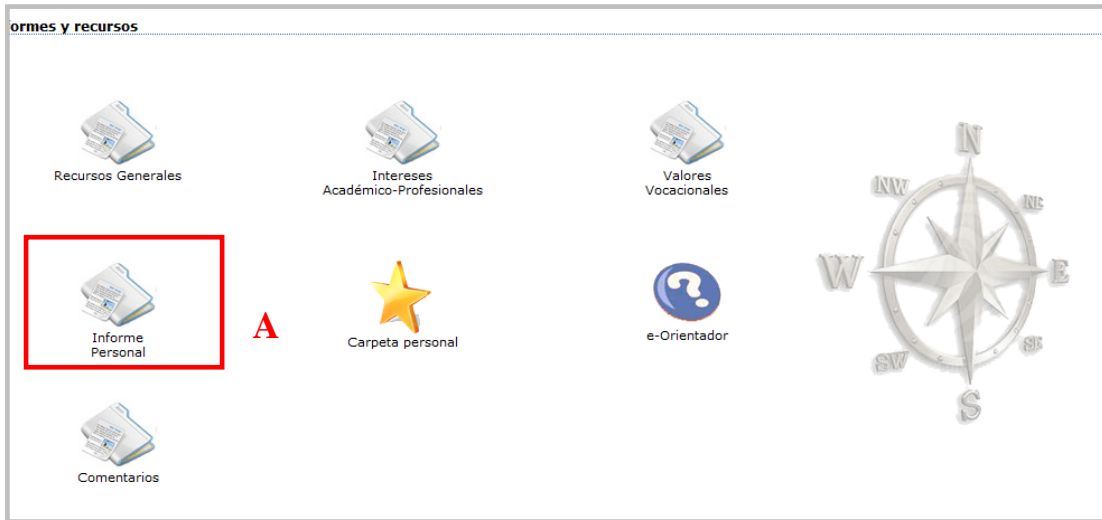 ormes y recursos
Recursos Generales
Intereses
Académico-Profesionales
Valores
Vocacionales
Informe
Personal
A
Carpeta personal
e-Orientador
Comentarios
N
NW
NE
W
E
SW
SE
S